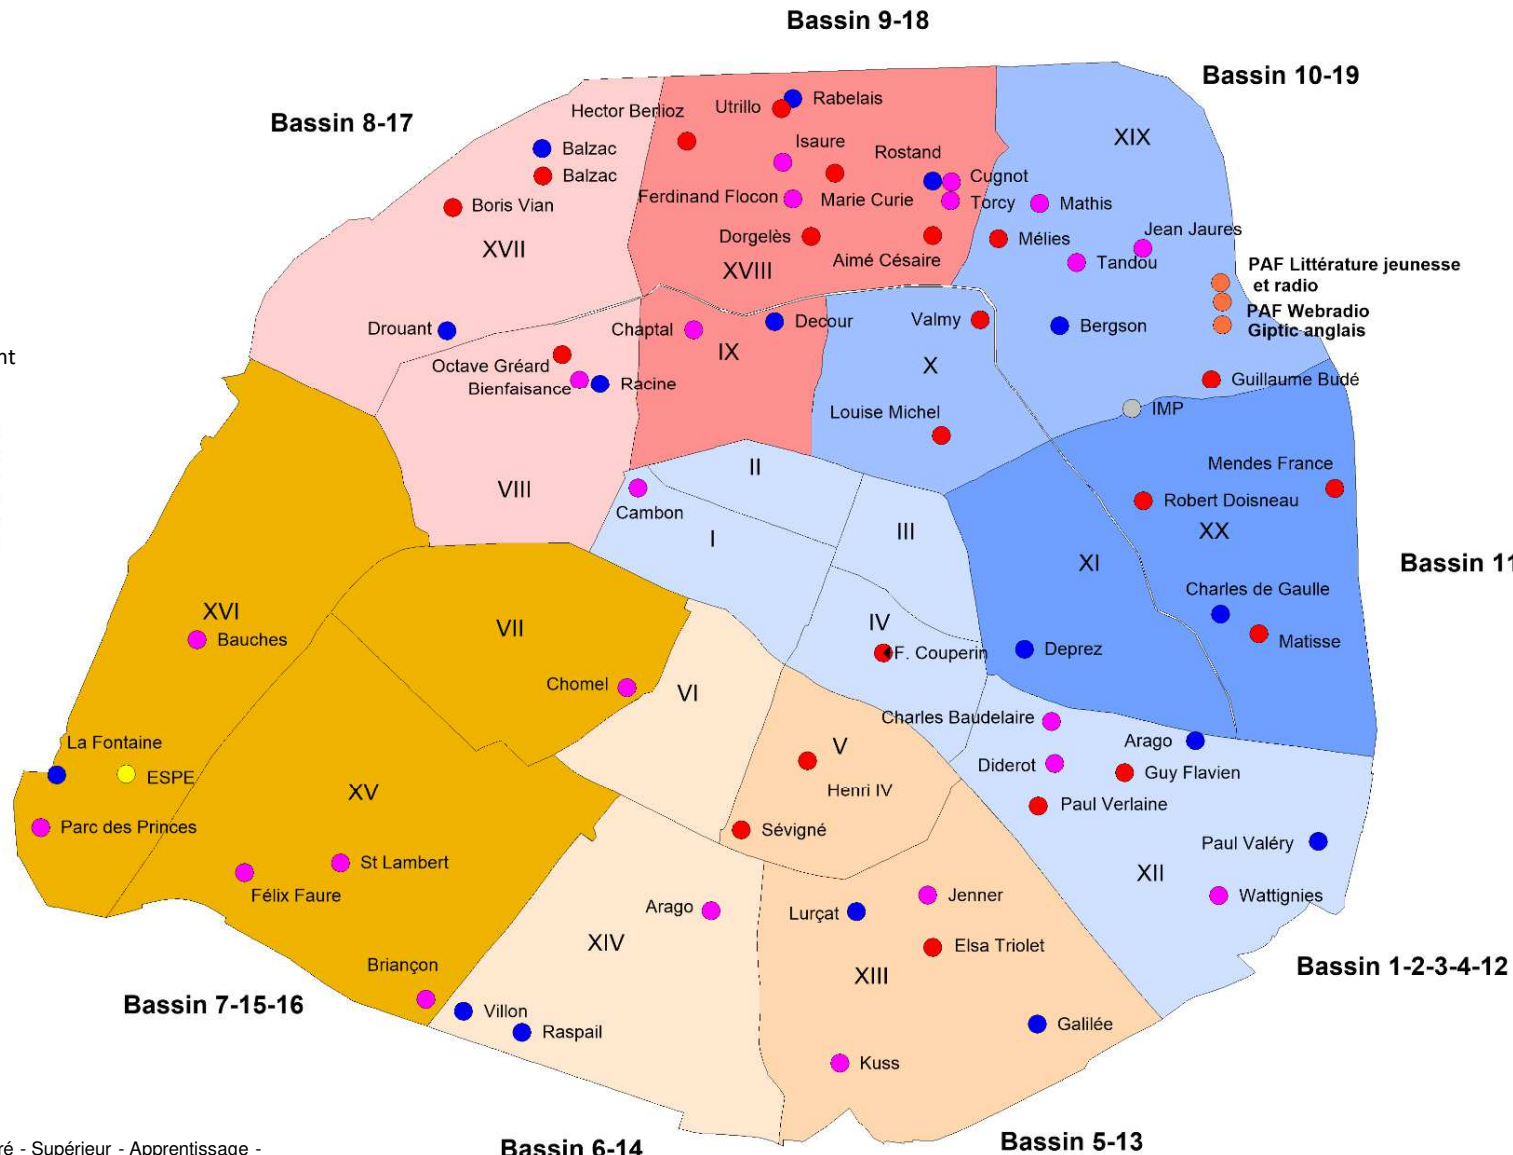 Bassin 9-18
Bassin 10-19
Bassin 8-17
Hector Berlioz
Utrillo
Rabelais
XIX
Isaure
Rostand
Balzac
Balzac
Cugnot
Ferdinand Flocon
Marie Curie
Torcy
Mathis
Boris Vian
XVII
Dorgelès
Mélies
Jean Jaures
Aimé Césaire
Tandou
XVIII
PAF Littérature jeunesse
et radio
PAF Webradio
Giptic anglais
Drouant
Chaptal
Decour
Valmy
Bergson
nt
IX
X
Octave Gréard
Bienfaisance
Racine
Guillaume Budé
Louise Michel
IMP
II
Mendes France
VIII
Cambon
Robert Doisneau
I
III
XX
XI
Bassin 11
Charles de Gaulle
XVI
VII
IV
Bauches
F. Couperin
Deprez
Matisse
Chomel
VI
Charles Baudelaire
La Fontaine
V
Arago
ESPE
Diderot
Guy Flavien
XV
Henri IV
Paul Verlaine
Parc des Princes
Sévigné
Paul Valéry
St Lambert
XII
Félix Faure
Arago
Lurçat
Jenner
Wattignies
XIV
Elsa Triolet
Briançon
XIII
Bassin 1-2-3-4-12
Bassin 7-15-16
Villon
Raspail
Galilée
Kuss
Bassin 6-14
Bassin 5-13
ré - Supérieur - Apprentissage -